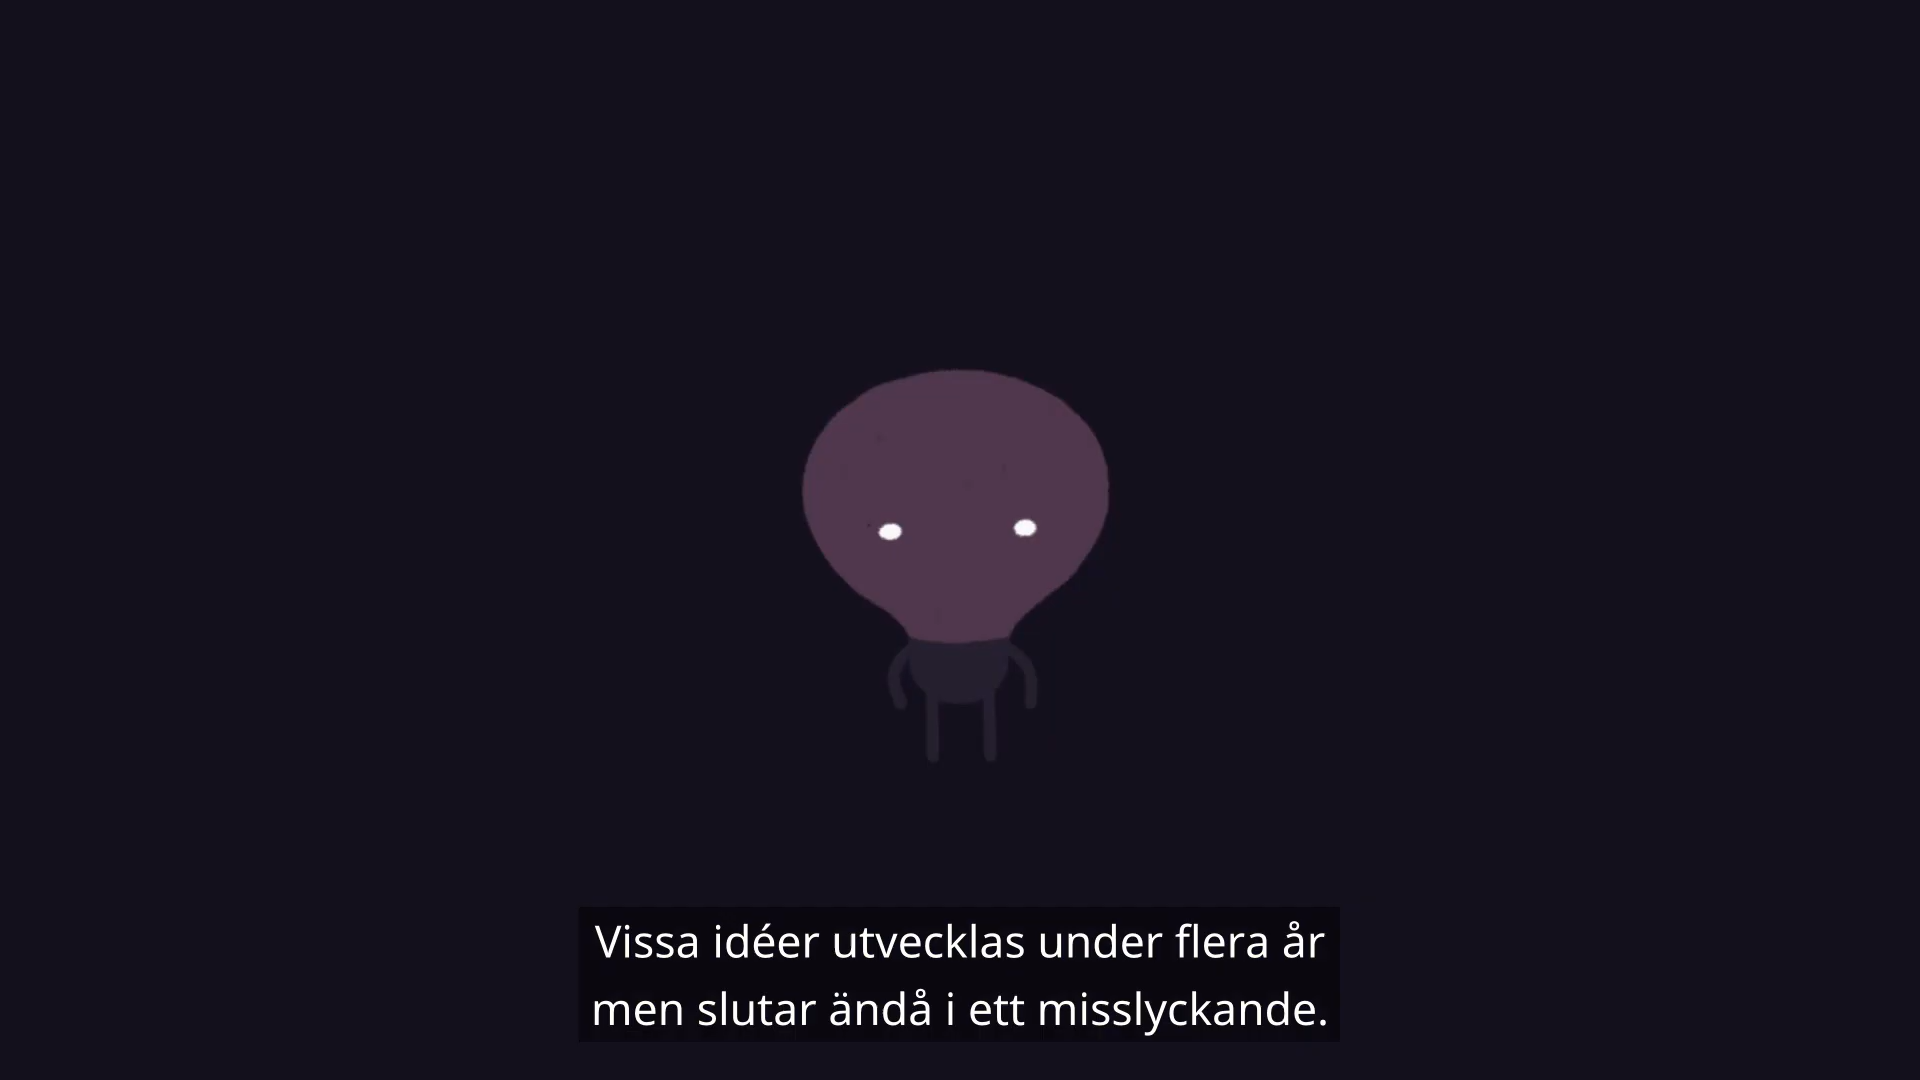 Vissa idéer utvecklas under flera år
men slutar ändå i ett misslyckande.